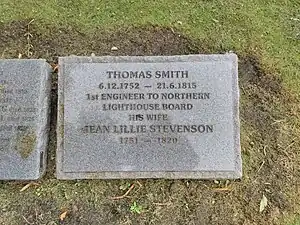 THOMAS SMITH
6.12.1752 — 21.6.1815
1st ENGINEER TO NORTHERN
LIGHTHOUSE BOARD
HIS WIFE
JEAN LILLIE STEVENSON
1751 — 1820